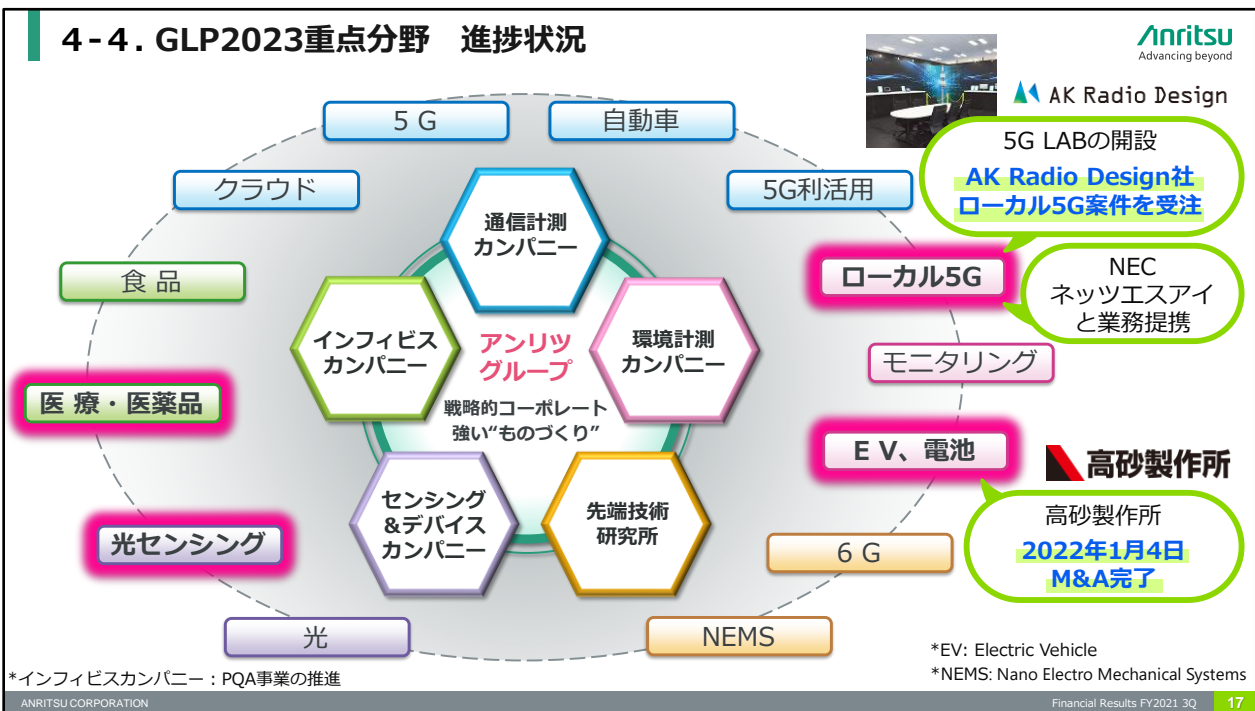 4-4. GLP2023重点分野 進捗状況
Anritsu
Advancing beyond
AK Radio Design
5G LABの開設
AK Radio Design社
ローカル5G案件を受注
5 G
自動車
クラウド
5G利活用
通信計測
カンパニー
食 品
ローカル5G
NEC
ネッツエスアイ
と業務提携
インフィビス
カンパニー
アンリツ
グループ
戦略的コーポレート
強い“ものづくり”
環境計測
カンパニー
モニタリング
医 療・医薬品
E V、電池
高砂製作所
高砂製作所
2022年1月4日
M&A完了
センシング
&デバイス
カンパニー
先端技術
研究所
光センシング
6 G
光
NEMS
*EV: Electric Vehicle
*NEMS: Nano Electro Mechanical Systems
*インフィビスカンパニー：PQA事業の推進
ANRITSU CORPORATION
Financial Results FY2021 3Q
17